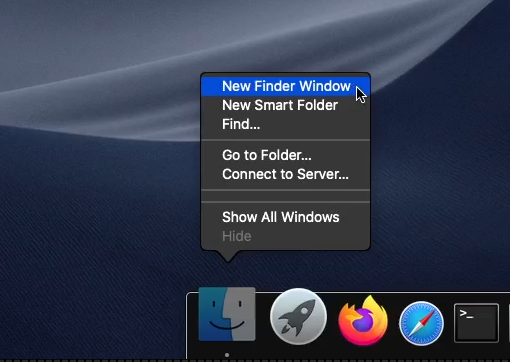 New Finder Window
New Smart Folder
Find...
Go to Folder...
Connect to Server...
Show All Windows
Hide
>_